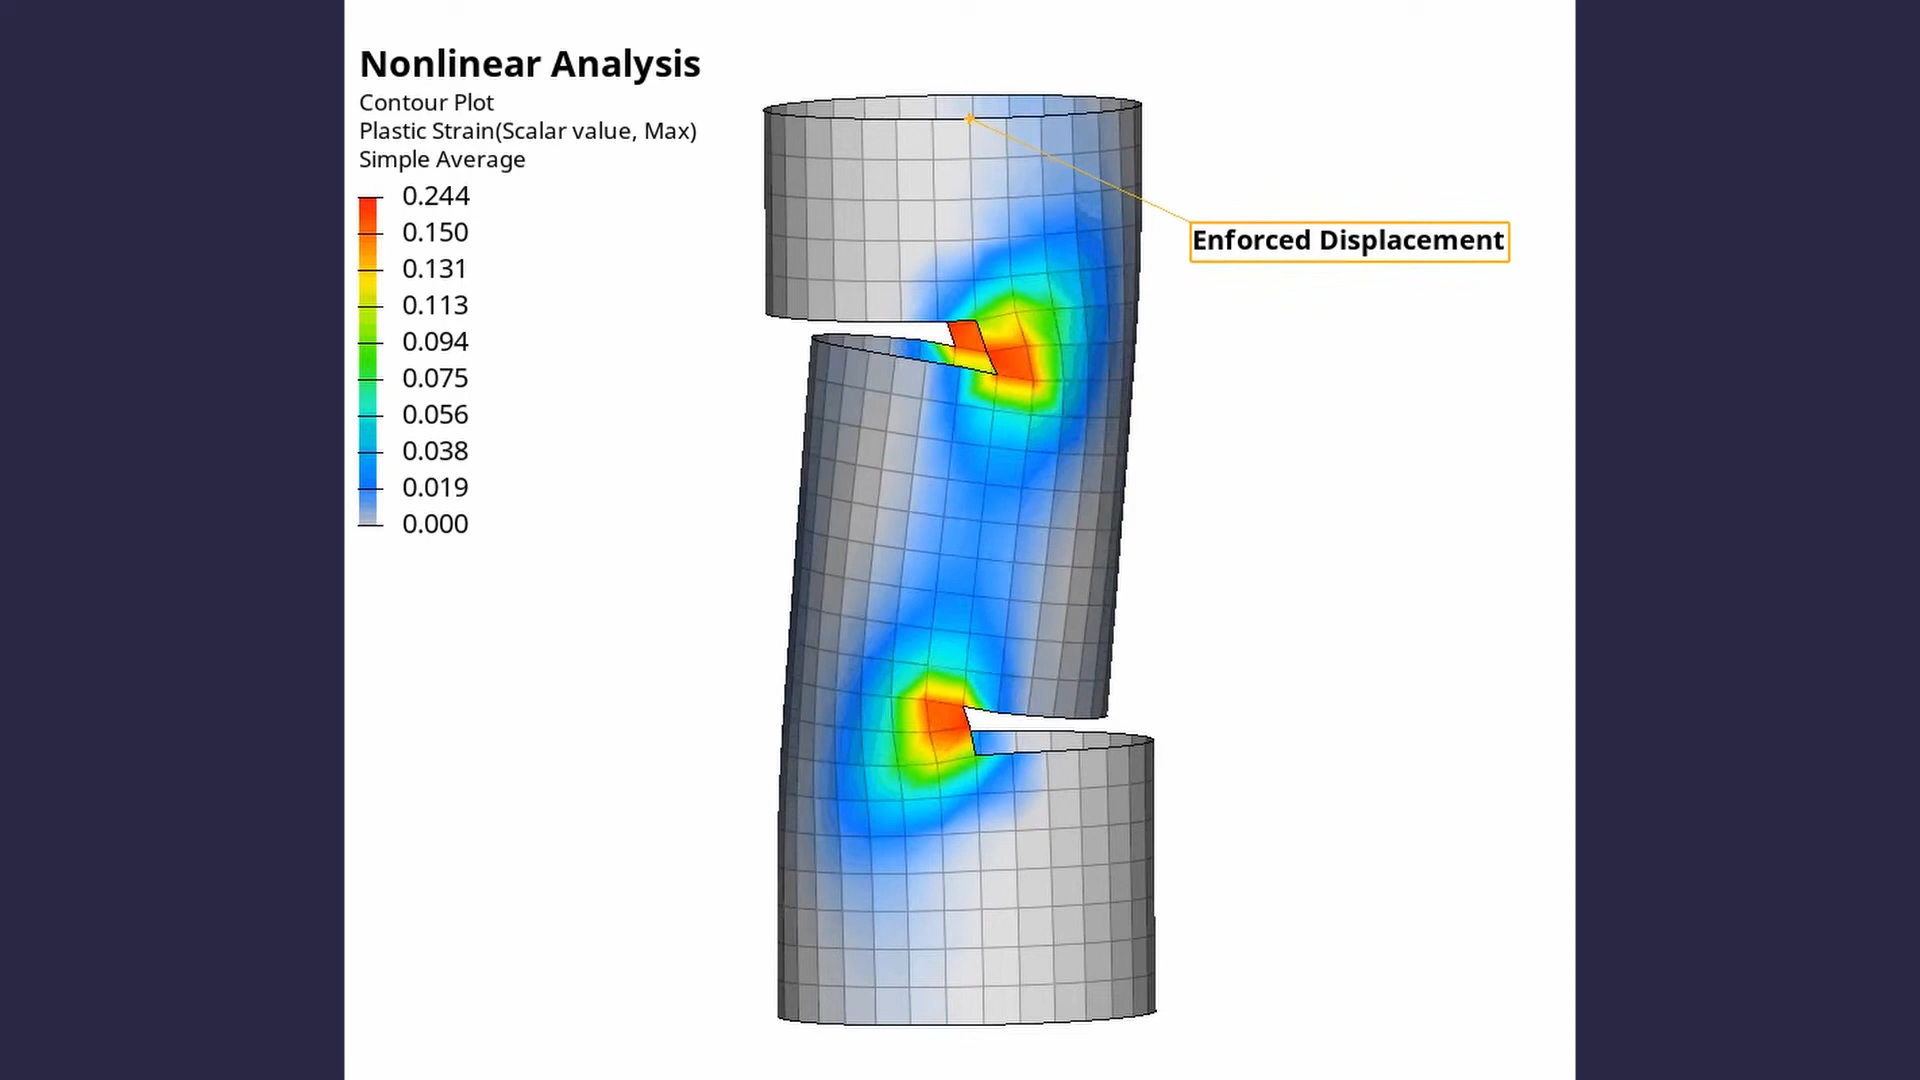 Nonlinear Analysis
Contour Plot
Plastic Strain(Scalar value, Max)
Simple Average
0.244
0.150
0.131
0.113
0.094
0.075
0.056
0.038
0.019
0.000
Enforced Displacement